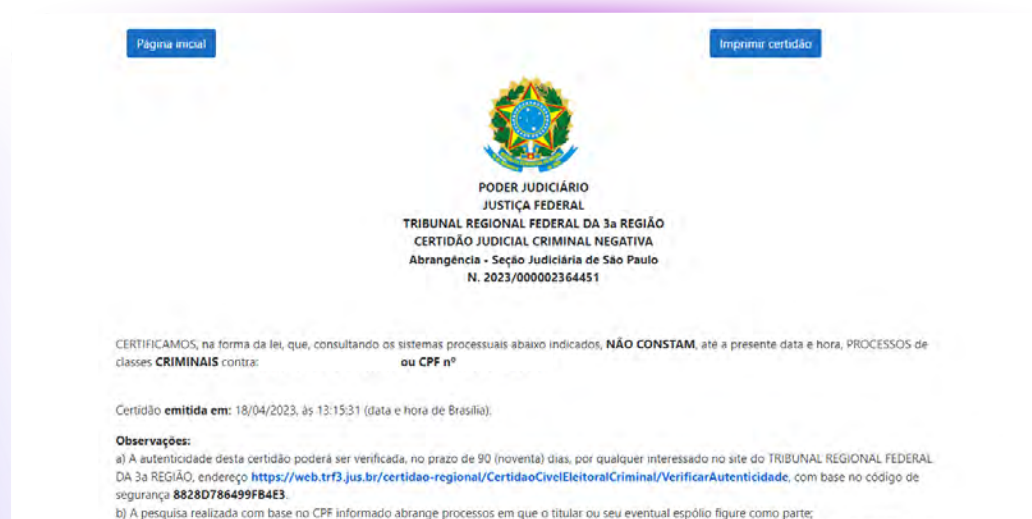 Página inicial
Imprimir certidão
PODER JUDICIÁRIO
JUSTIÇA FEDERAL
TRIBUNAL REGIONAL FEDERAL DA 3a REGIÃO
CERTIDÃO JUDICIAL CRIMINAL NEGATIVA
Abrangência - Seção Judiciária de São Paulo
N. 2023/000002364451
CERTIFICAMOS, na forma da lei, que, consultando os sistemas processuais abaixo indicados, NÃO CONSTAM, até a presente data e hora, PROCESSOS de
classes CRIMINAIS contra: ou CPF nº
Certidão emitida em: 18/04/2023, às 13:15:31 (data e hora de Brasília).
Observações:
a) A autenticidade desta certidão poderá ser verificada, no prazo de 90 (noventa) dias, por qualquer interessado no site do TRIBUNAL REGIONAL FEDERAL
DA 3a REGIÃO, endereço https://web.trf3.jus.br/certidao-regional/CertidaoCivelEleitoralCriminal/VerificarAutenticidade, com base no código de
segurança 8828D786499FB4E3.
b) A pesquisa realizada com base no CPF informado abrange processos em que o titular ou seu eventual espólio figure como parte;